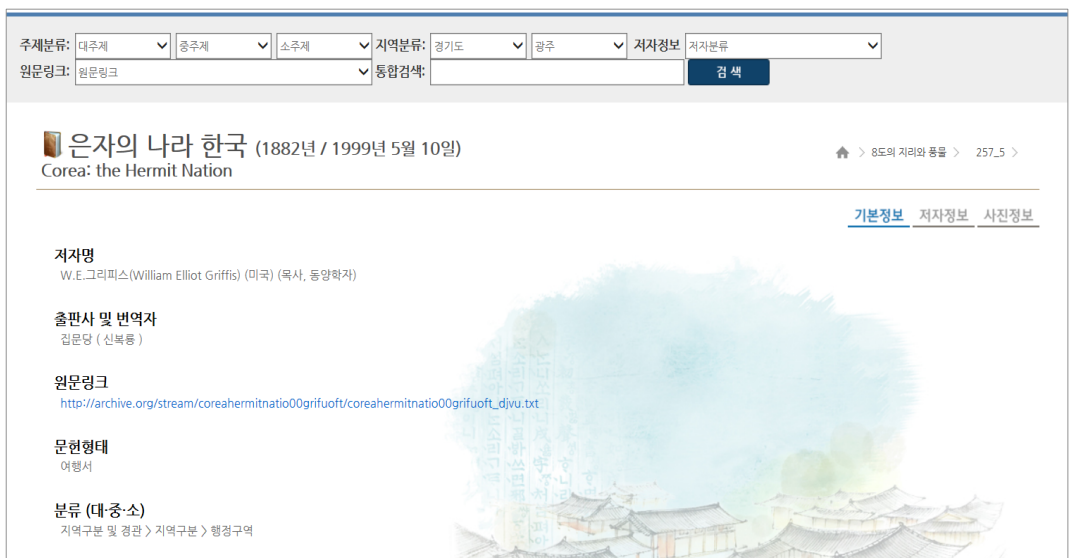 주제분류: 대주제 중주제 소주제 지역분류: 경기도 광주 저자정보 저자분류
원문링크: 원문링크 통합검색: 검 색
은자의 나라 한국 (1882년 / 1999년 5월 10일)
Corea: the Hermit Nation
> 8도의 지리와 풍물 > 257_5 >
기본정보 저자정보 사진정보
저자명
W.E.그리피스(William Elliot Griffis) (미국) (목사, 동양학자)
출판사 및 번역자
집문당 ( 신복룡 )
원문링크
http://archive.org/stream/coreahermitnatio00grifuoft/coreahermitnatio00grifuoft_djvu.txt
문헌형태
여행서
분류 (대·중·소)
지역구분 및 경관 > 지역구분 > 행정구역